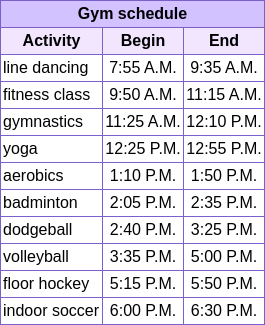 Gym schedule
Activity Begin End
line dancing 7:55 A.M. 9:35 A.M.
fitness class 9:50 A.M. 11:15 A.M.
gymnastics 11:25 A.M. 12:10 P.M.
yoga 12:25 P.M. 12:55 P.M.
aerobics 1:10 P.M. 1:50 P.M.
badminton 2:05 P.M. 2:35 P.M.
dodgeball 2:40 P.M. 3:25 P.M.
volleyball 3:35 P.M. 5:00 P.M.
floor hockey 5:15 P.M. 5:50 P.M.
indoor soccer 6:00 P.M. 6:30 P.M.